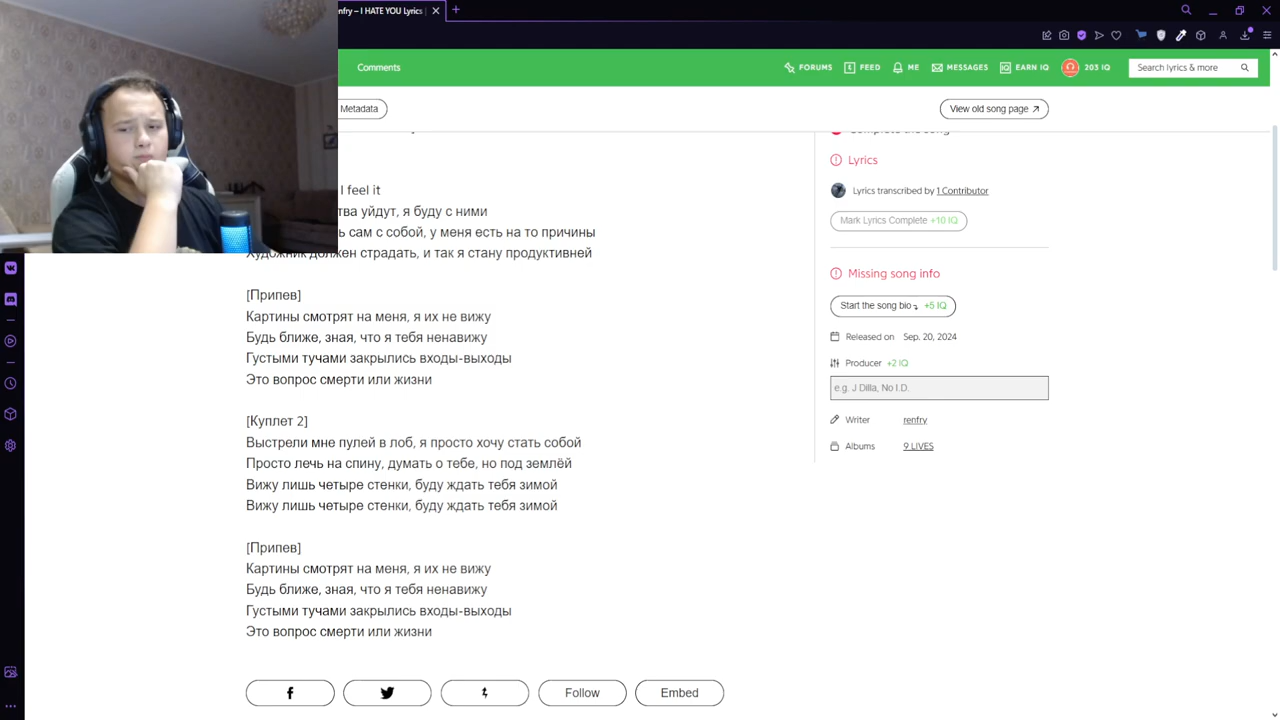 nfry – I HATE YOU Lyrics |
Comments
FORUMS
FEED
ME
MESSAGES
EARN IQ
203 IQ
Search lyrics & more
Metadata
View old song page
Complete the song
I feel it
тва уйдут, я буду с ними
ь сам с собой, у меня есть на то причины
Художник должен страдать, и так я стану продуктивней
[Припев]
Картины смотрят на меня, я их не вижу
Будь ближе, зная, что я тебя ненавижу
Густыми тучами закрылись входы-выходы
Это вопрос смерти или жизни
[Куплет 2]
Выстрели мне пулей в лоб, я просто хочу стать собой
Просто лечь на спину, думать о тебе, но под землёй
Вижу лишь четыре стенки, буду ждать тебя зимой
Вижу лишь четыре стенки, буду ждать тебя зимой
[Припев]
Картины смотрят на меня, я их не вижу
Будь ближе, зная, что я тебя ненавижу
Густыми тучами закрылись входы-выходы
Это вопрос смерти или жизни
Follow
Embed
Lyrics
Lyrics transcribed by 1 Contributor
Mark Lyrics Complete +10 IQ
Missing song info
Start the song bio +5 IQ
Released on Sep. 20, 2024
Producer +2 IQ
e.g. J Dilla, No I.D.
Writer renfry
Albums 9 LIVES